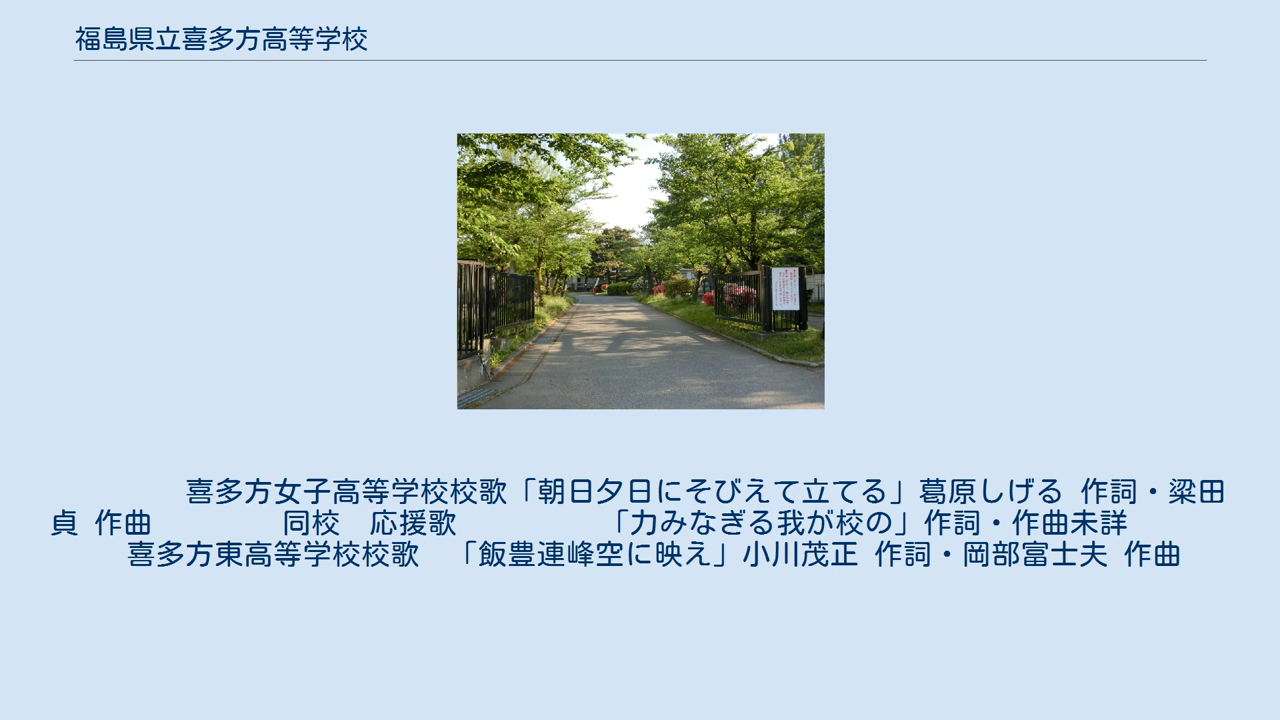 福島県立喜多方高等学校
喜多方女子高等学校校歌「朝日夕日にそびえて立てる」葛原しげる 作詞・梁田
貞 作曲　　　　同校　応援歌　　　　　「力みなぎる我が校の」作詞・作曲未詳
喜多方東高等学校校歌　「飯豊連峰空に映え」小川茂正 作詞・岡部富士夫 作曲